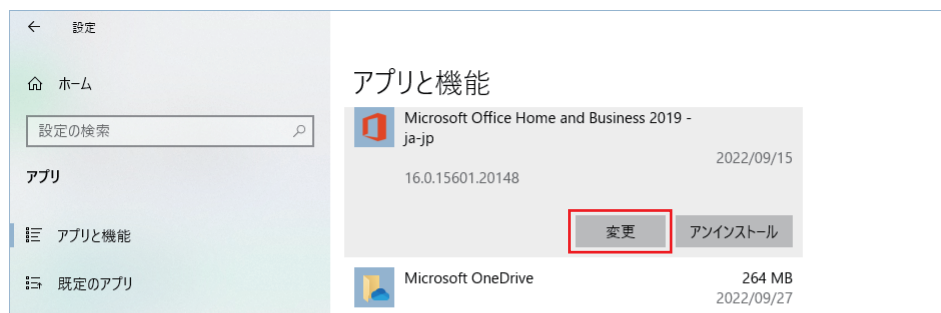 設定
ホーム
設定の検索
アプリ
アプリと機能
既定のアプリ
アプリと機能
Microsoft Office Home and Business 2019 -
ja-jp
2022/09/15
16.0.15601.20148
変更
アンインストール
Microsoft OneDrive
264 MB
2022/09/27